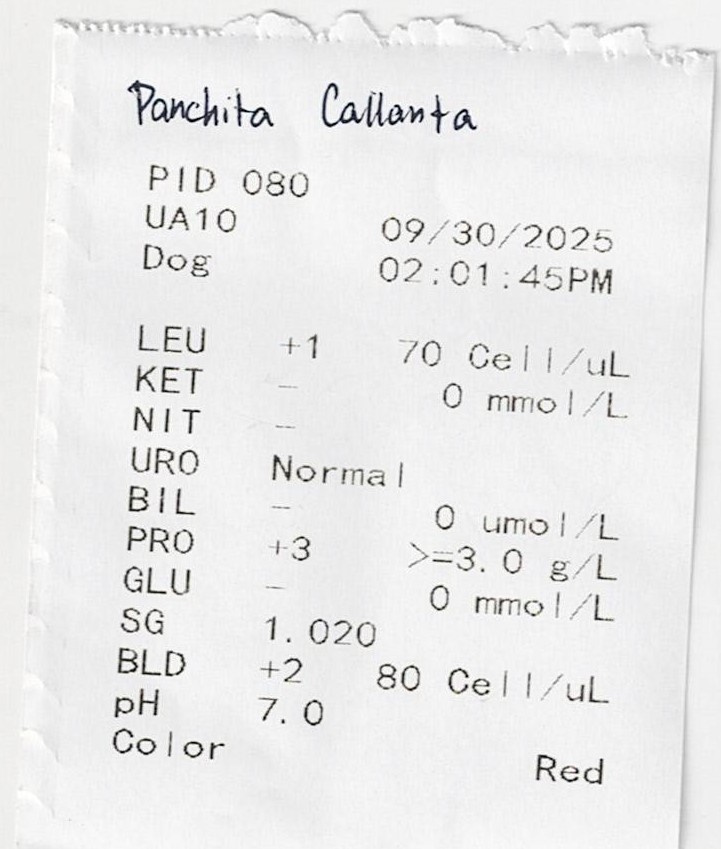 Panchita Callanta
PID 080
UA10 09/30/2025
Dog 02:01:45PM
LEU +1 70 Cell/uL
KET - 0 mmol/L
NIT -
URO Normal
BIL - 0 umol/L
PRO +3 >=3.0 g/L
GLU - 0 mmol/L
SG 1.020
BLD +2 80 Cell/uL
pH 7.0
Color Red